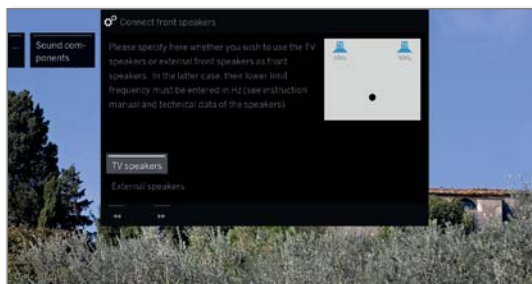 Connect front speakers
...
Sound com-
ponents
Please specify here whether you wish to use the TV
speakers or external front speakers as front
speakers. In the latter case, their lower limit
frequency must be entered in Hz (see instruction
manual and technical data of the speakers).
TV speakers
External speakers